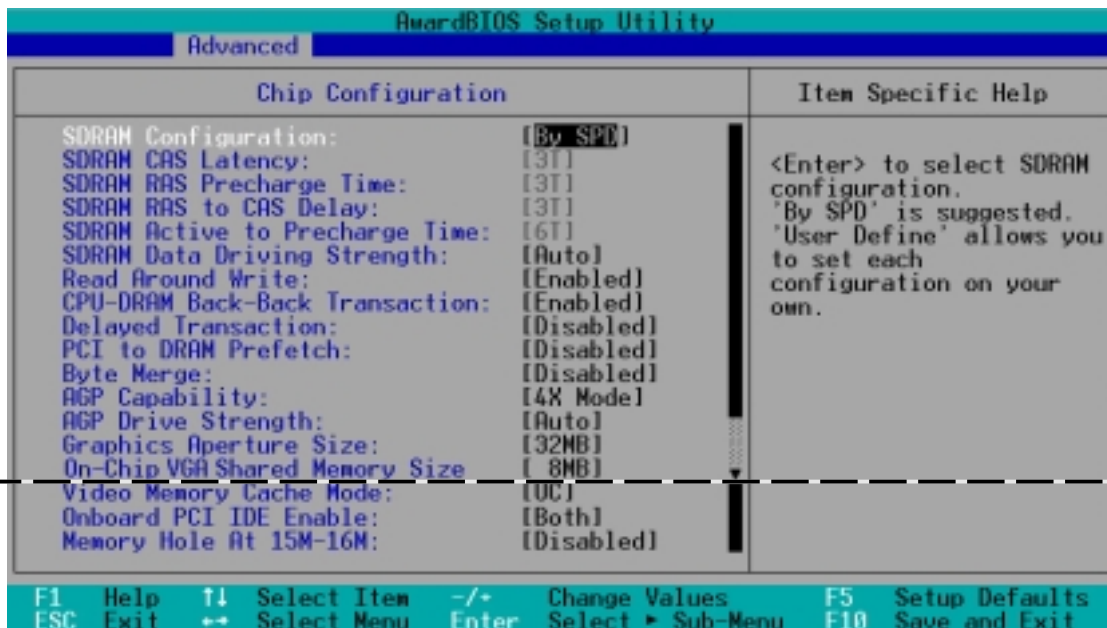 AwardBIOS Setup Utility
Advanced
Chip Configuration
Item Specific Help
SDRAM Configuration: [By SPD]
SDRAM CAS Latency: [3T]
SDRAM RAS Precharge Time: [3T]
SDRAM RAS to CAS Delay: [3T]
SDRAM Active to Precharge Time: [6T]
SDRAM Data Driving Strength: [Auto]
Read Around Write: [Enabled]
CPU-DRAM Back-Back Transaction: [Enabled]
Delayed Transaction: [Disabled]
PCI to DRAM Prefetch: [Disabled]
Byte Merge: [Disabled]
AGP Capability: [4X Mode]
AGP Drive Strength: [Auto]
Graphics Aperture Size: [32MB]
On-Chip VGA Shared Memory Size [ 8MB]
Video Memory Cache Mode: [UC]
Onboard PCI IDE Enable: [Both]
Memory Hole At 15M-16M: [Disabled]
<Enter> to select SDRAM
configuration.
'By SPD' is suggested.
'User Define' allows you
to set each
configuration on your
own.
F1 Help ↑↓ Select Item -/+ Change Values F5 Setup Defaults
ESC Exit ←→ Select Menu Enter Select ► Sub-Menu F10 Save and Exit